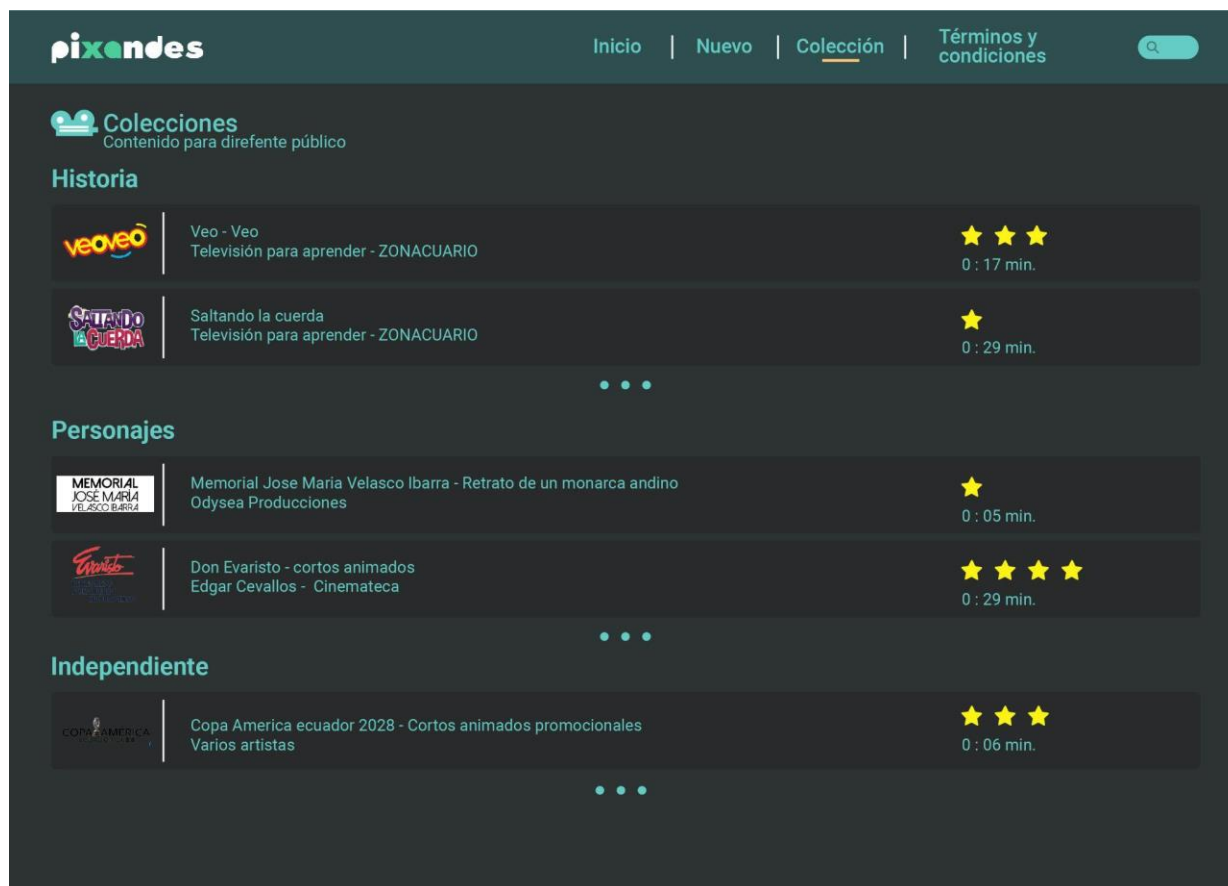 pixandes
Inicio | Nuevo | Colección | Términos y
condiciones
Colecciones
Contenido para direfente público
Historia
veoveo
Veo - Veo
Televisión para aprender - ZONACUARIO
0 : 17 min.
SALTANDO
LA CUERDA
Saltando la cuerda
Televisión para aprender - ZONACUARIO
0 : 29 min.
Personajes
MEMORIAL
JOSÉ MARÍA
VELASCO IBARRA
Memorial Jose Maria Velasco Ibarra - Retrato de un monarca andino
Odysea Producciones
0 : 05 min.
Evaristo
Don Evaristo - cortos animados
Edgar Cevallos - Cinemateca
0 : 29 min.
Independiente
COPA AMERICA
Copa America ecuador 2028 - Cortos animados promocionales
Varios artistas
0 : 06 min.